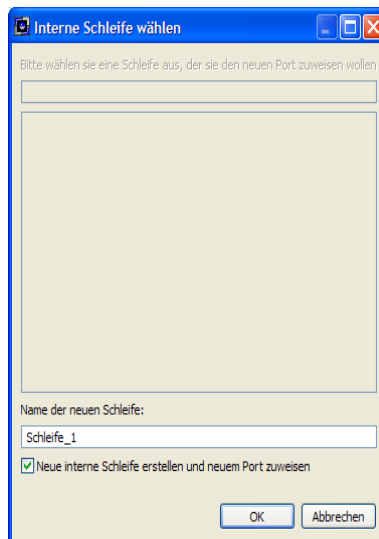 Interne Schleife wählen
Bitte wählen sie eine Schleife aus, der sie den neuen Port zuweisen wollen
Name der neuen Schleife:
Schleife_1
Neue interne Schleife erstellen und neuem Port zuweisen
OK
Abbrechen